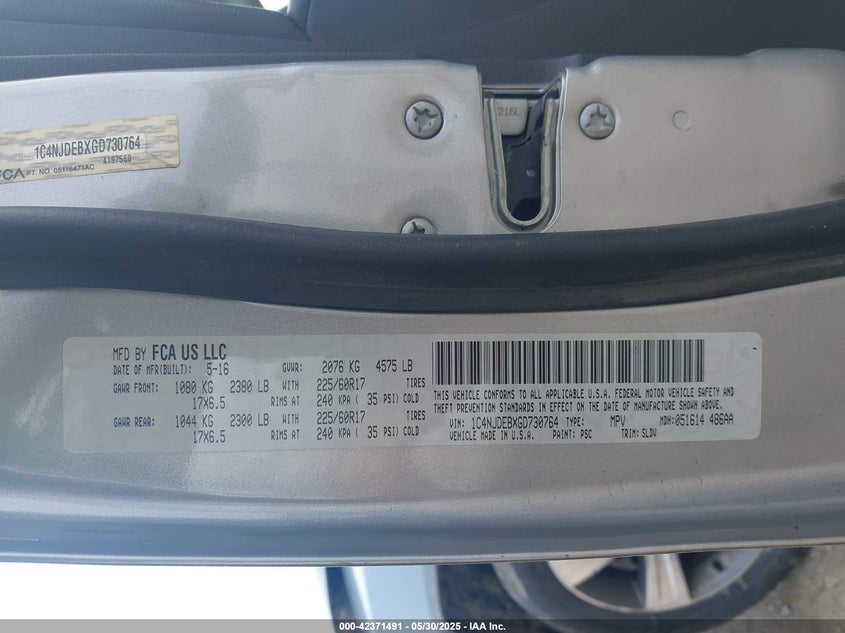 216L
1C4NJDEBXGD730764
4197560
FCA PT. NO. 05116471AC
MFD BY FCA US LLC
DATE OF MFR(BUILT): 5-16 GVWR: 2076 KG 4575 LB
GAWR FRONT: 1080 KG 2380 LB WITH 225/60R17 TIRES
17X6.5 RIMS AT 240 KPA ( 35 PSI) COLD
GAWR REAR: 1044 KG 2300 LB WITH 225/60R17 TIRES
17X6.5 RIMS AT 240 KPA ( 35 PSI) COLD
THIS VEHICLE CONFORMS TO ALL APPLICABLE U.S.A. FEDERAL MOTOR VEHICLE SAFETY AND
THEFT PREVENTION STANDARDS IN EFFECT ON THE DATE OF MANUFACTURE SHOWN ABOVE.
VIN: 1C4NJDEBXGD730764 TYPE: MPV MDH:051614 486AA
VEHICLE MADE IN U.S.A. PAINT: PSC TRIM: SLDV
000-42371491 - 05/30/2025 - IAA Inc.